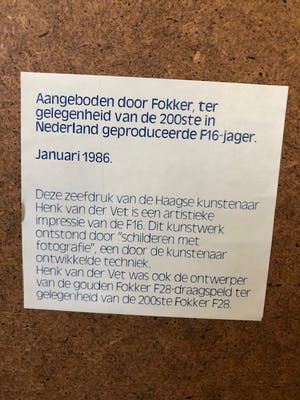 Aangeboden door Fokker, ter
gelegenheid van de 200ste in
Nederland geproduceerde F16-jager.
Januari 1986.
Deze zeefdruk van de Haagse kunstenaar
Henk van der Vet is een artistieke
impressie van de F16. Dit kunstwerk
ontstond door "schilderen met
fotografie", een door de kunstenaar
ontwikkelde techniek.
Henk van der Vet was ook de ontwerper
van de gouden Fokker F28-draagspeld ter
gelegenheid van de 200ste Fokker F28.